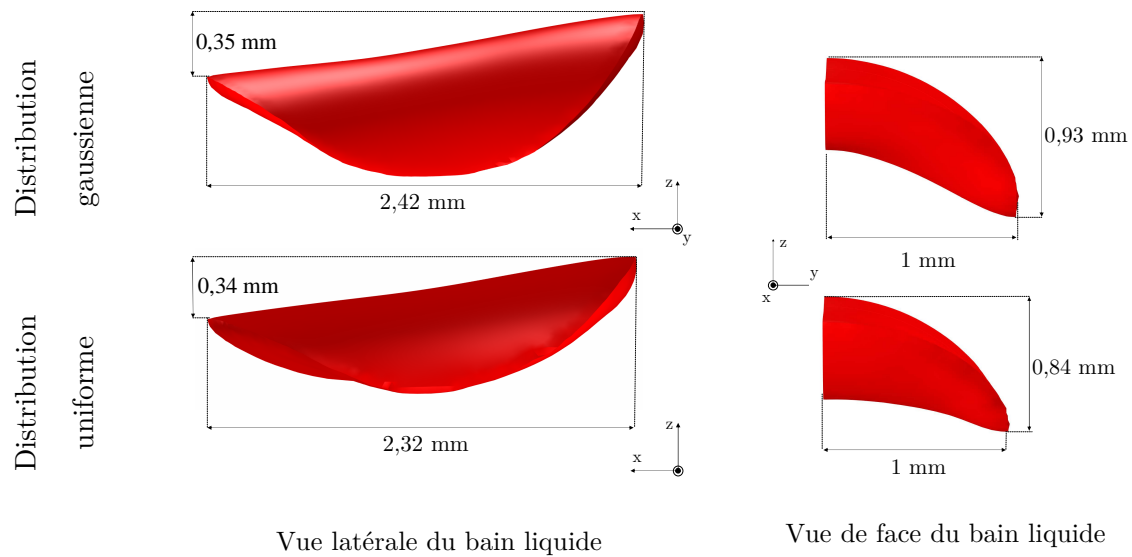 Distribution
gaussienne
0,35 mm
2,42 mm
z
x
y
0,93 mm
1 mm
Distribution
uniforme
0,34 mm
2,32 mm
z
x
z
y
x
0,84 mm
1 mm
Vue latérale du bain liquide
Vue de face du bain liquide